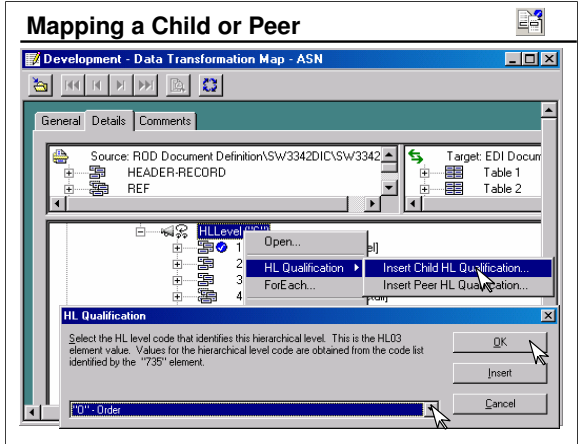 Mapping a Child or Peer
Development - Data Transformation Map - ASN
General Details Comments
Source: ROD Document Definition\SW3342DIC\SW3342
HEADER-RECORD
REF
Target: EDI Docum
Table 1
Table 2
HLLevel
1
2
3
4
Open...
HL Qualification
ForEach...
Insert Child HL Qualification...
Insert Peer HL Qualification...
HL Qualification
Select the HL level code that identifies this hierarchical level. This is the HL03
element value. Values for the hierarchical level code are obtained from the code list
identified by the "735" element.
"O" - Order
OK
Insert
Cancel